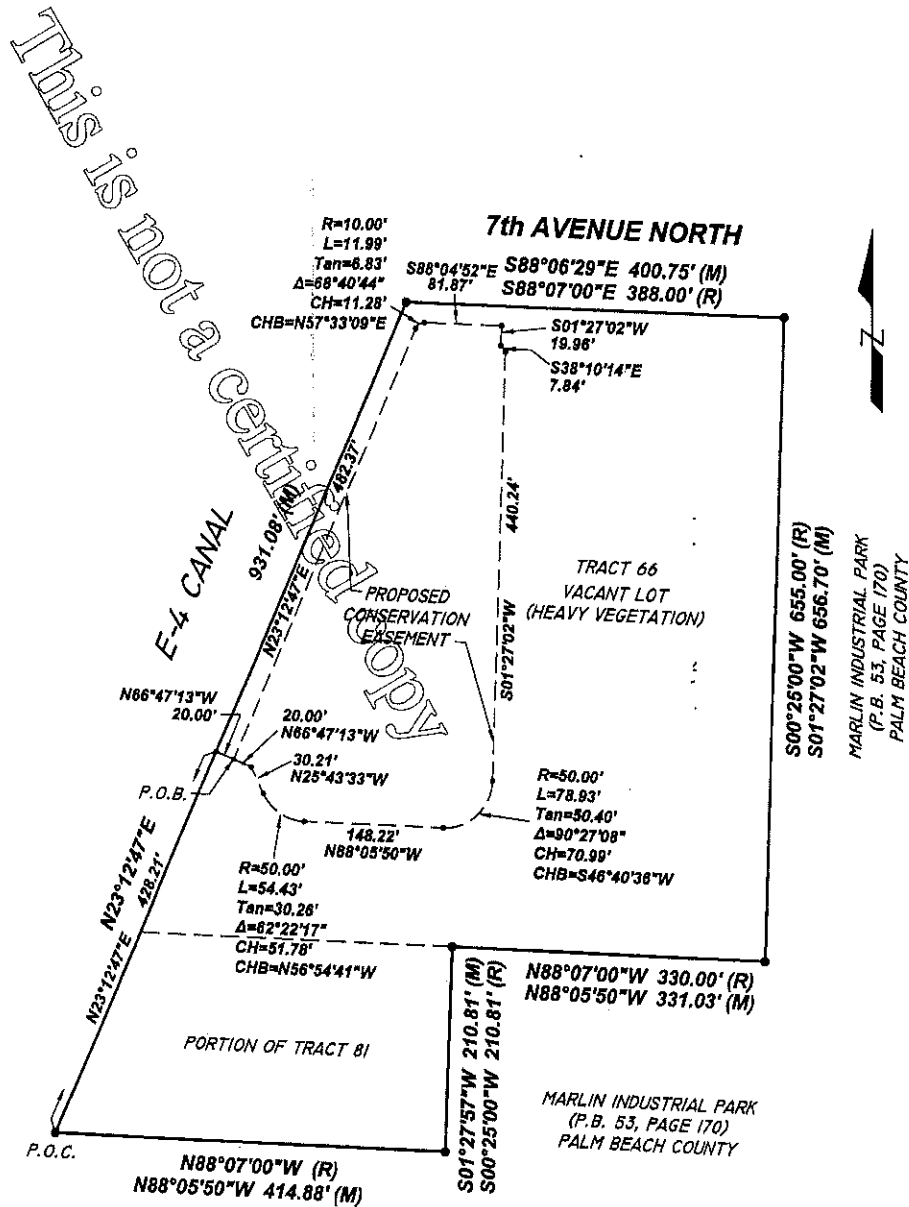 This is not a certified copy
7th AVENUE NORTH
S88°06'29"E 400.75' (M)
S88°07'00"E 388.00' (R)
R=10.00'
L=11.99'
Tan=6.83'
Δ=68°40'44"
CH=11.28'
CHB=N57°33'09"E
S88°04'52"E
81.87'
S01°27'02"W
19.96'
S38°10'14"E
7.84'
Z
482.37'
N23°12'47"E
931.08' (M)
E-4 CANAL
440.24'
S01°27'02"W
TRACT 66
VACANT LOT
(HEAVY VEGETATION)
PROPOSED
CONSERVATION
EASEMENT
S00°25'00"W 655.00' (R)
S01°27'02"W 656.70' (M)
MARLIN INDUSTRIAL PARK
(P.B. 53, PAGE 170)
PALM BEACH COUNTY
N66°47'13"W
20.00'
20.00'
N66°47'13"W
30.21'
N25°43'33"W
P.O.B.
148.22'
N88°05'50"W
R=50.00'
L=78.93'
Tan=50.40'
Δ=90°27'08"
CH=70.99'
CHB=S46°40'36"W
R=50.00'
L=54.43'
Tan=30.26'
Δ=62°22'17"
CH=51.78'
CHB=N56°54'41"W
N23°12'47"E
428.21'
N23°12'47"E
N88°07'00"W 330.00' (R)
N88°05'50"W 331.03' (M)
S01°27'57"W 210.81' (M)
S00°25'00"W 210.81' (R)
PORTION OF TRACT 81
MARLIN INDUSTRIAL PARK
(P.B. 53, PAGE 170)
PALM BEACH COUNTY
P.O.C.
N88°07'00"W (R)
N88°05'50"W 414.88' (M)